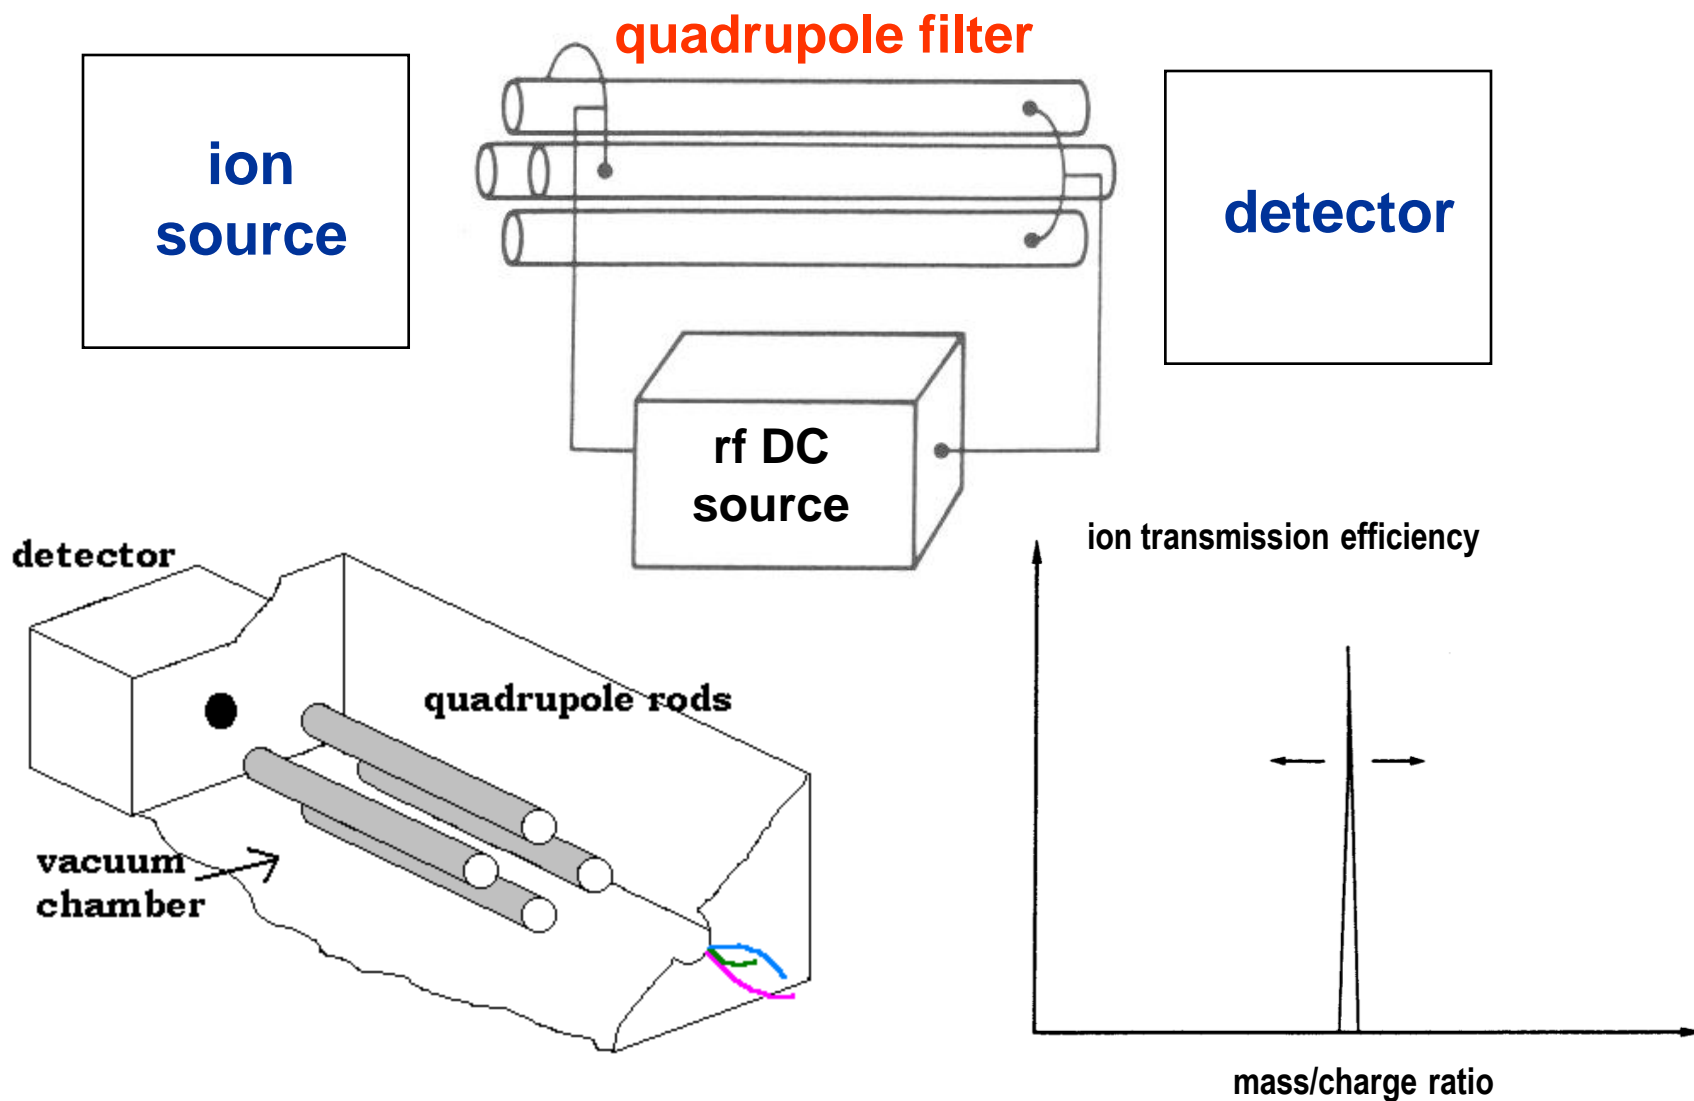 quadrupole filter
ion
source
detector
rf DC
source
detector
quadrupole rods
vacuum
chamber
ion transmission efficiency
mass/charge ratio